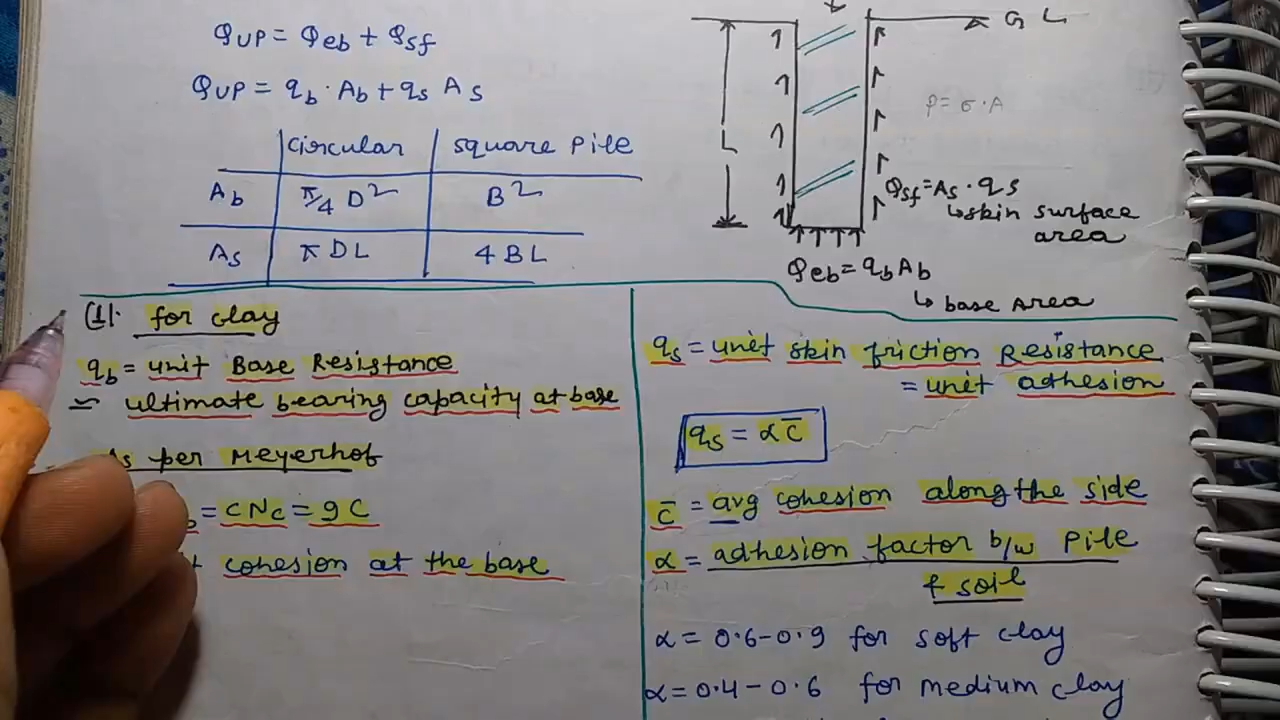 Qup = Qeb + Qsf
Qup = qb · Ab + qs As
circular square Pile
Ab π/4 D² B²
As π DL 4 BL
G L
L
P = σ · A
Qsf = As · qs
↳ skin surface
area
Qeb = qb Ab
↳ base Area
(1). for clay
qb = unit Base Resistance
≃ ultimate bearing capacity at base
As per Meyerhof
= CNc = 9C
cohesion at the base
qs = unit skin friction Resistance
= unit adhesion
qs = α c̄
c̄ = avg cohesion along the side
α = adhesion factor b/w Pile
& soil
α = 0.6 - 0.9 for soft clay
α = 0.4 - 0.6 for medium clay